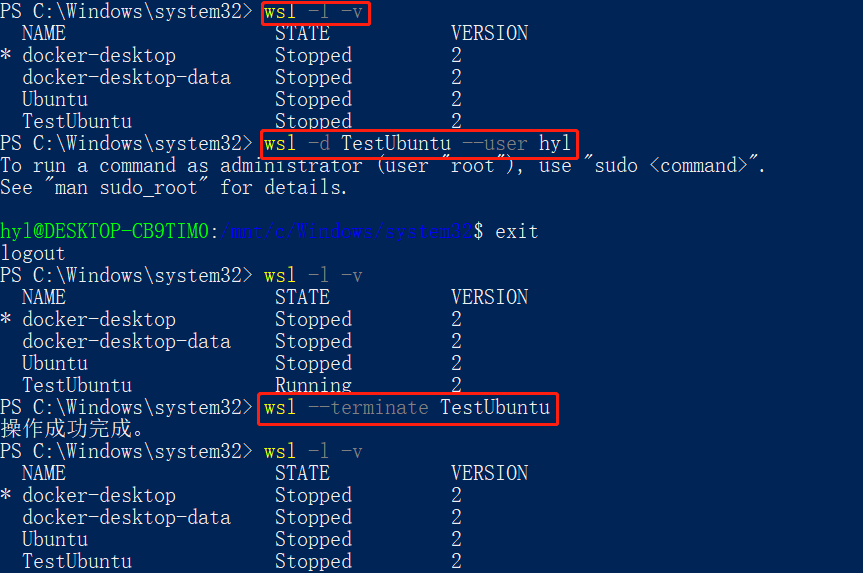 PS C:\Windows\system32> wsl -l -v
  NAME                   STATE           VERSION
* docker-desktop         Stopped         2
  docker-desktop-data    Stopped         2
  Ubuntu                 Stopped         2
  TestUbuntu             Stopped         2
PS C:\Windows\system32> wsl -d TestUbuntu --user hyl
To run a command as administrator (user "root"), use "sudo <command>".
See "man sudo_root" for details.
hyl@DESKTOP-CB9TIMO:/mnt/c/Windows/system32$ exit
logout
PS C:\Windows\system32> wsl -l -v
  NAME                   STATE           VERSION
* docker-desktop         Stopped         2
  docker-desktop-data    Stopped         2
  Ubuntu                 Stopped         2
  TestUbuntu             Running         2
PS C:\Windows\system32> wsl --terminate TestUbuntu
操作成功完成。
PS C:\Windows\system32> wsl -l -v
  NAME                   STATE           VERSION
* docker-desktop         Stopped         2
  docker-desktop-data    Stopped         2
  Ubuntu                 Stopped         2
  TestUbuntu             Stopped         2